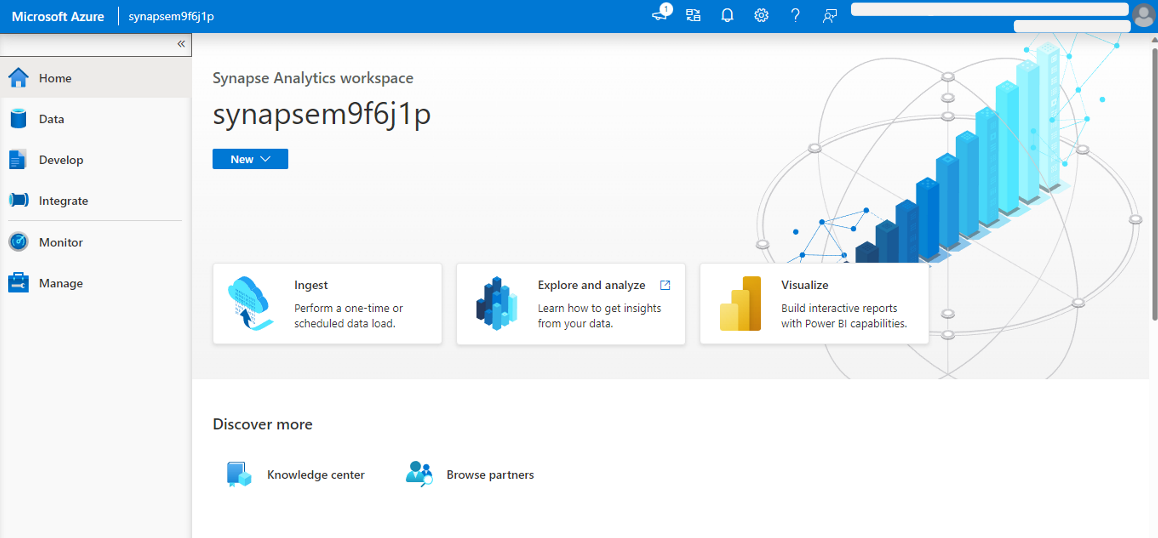 Microsoft Azure
synapsem9f6j1p
1
?
«
Home
Data
Develop
Integrate
Monitor
Manage
Synapse Analytics workspace
synapsem9f6j1p
New
Ingest
Perform a one-time or
scheduled data load.
Explore and analyze
Learn how to get insights
from your data.
Visualize
Build interactive reports
with Power BI capabilities.
Discover more
Knowledge center
Browse partners